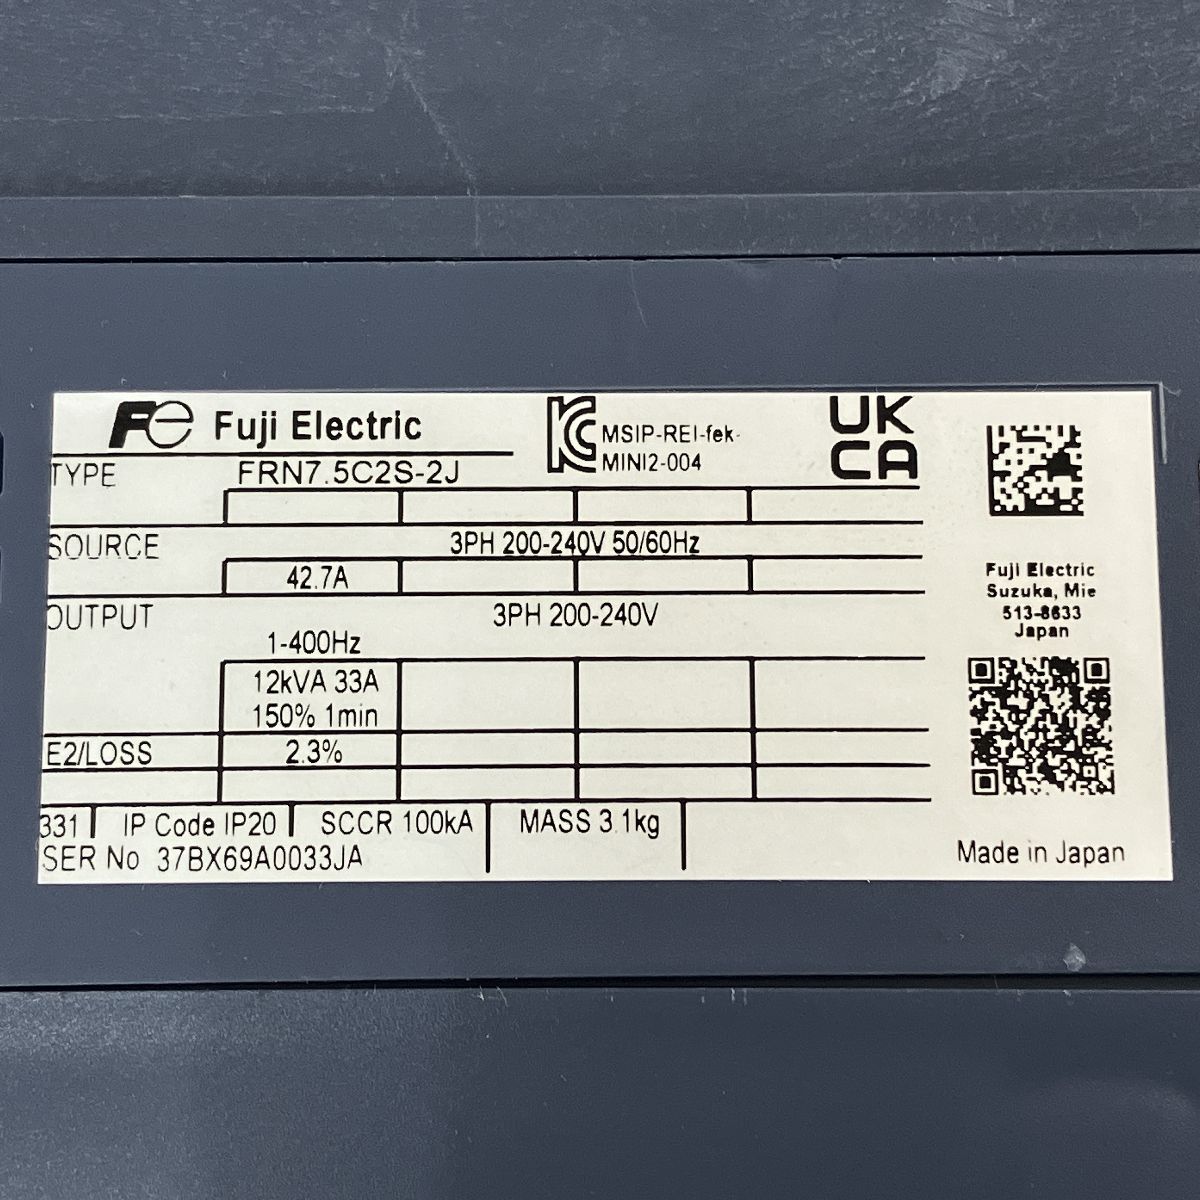 Fe Fuji Electric
MSIP-REI-fek-
MINI2-004
UK
CA
TYPE FRN7.5C2S-2J
SOURCE 3PH 200-240V 50/60Hz
42.7A
OUTPUT 3PH 200-240V
1-400Hz
12kVA 33A
150% 1min
IE2/LOSS 2.3%
331 IP Code IP20 SCCR 100kA MASS 3.1kg
SER No 37BX69A0033JA
Fuji Electric
Suzuka, Mie
513-8633
Japan
Made in Japan